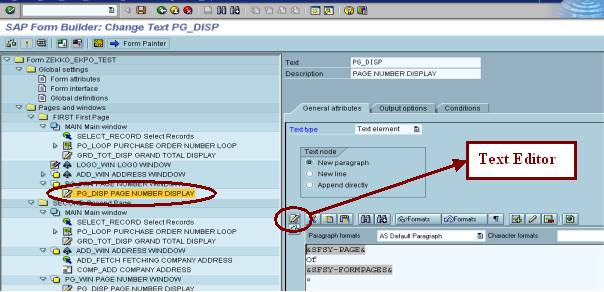 SAP Form Builder: Change Text PG_DISP
Form Painter
Form ZEKKO_EKPO_TEST
Global settings
Form attributes
Form interface
Global definitions
Pages and windows
FIRST First Page
MAIN Main window
SELECT_RECORD Select Records
PO_LOOP PURCHASE ORDER NUMBER LOOP
GRD_TOT_DISP GRAND TOTAL DISPLAY
LOGO_WIN LOGO WINDOW
ADD_WIN ADDRESS WINDOW
PAGE NUMBER WINDOW
PG_DISP PAGE NUMBER DISPLAY
Page
MAIN Main window
SELECT_RECORD Select Records
PO_LOOP PURCHASE ORDER NUMBER LOOP
GRD_TOT_DISP GRAND TOTAL DISPLAY
ADD_WIN ADDRESS WINDOW
ADD_FETCH FETCHING COMPANY ADDRESS
COMP_ADD COMPANY ADDRESS
PG_WIN PAGE NUMBER WINDOW
PG_DISP PAGE NUMBER DISPLAY
Text PG_DISP
Description PAGE NUMBER DISPLAY
General attributes Output options Conditions
Text type Text element
Text node
New paragraph
New line
Append directly
Text Editor
Formats Formats
Paragraph formats AS Default Paragraph Character formats
&SFSY-PAGE&
Of
&SFSY-FORMPAGES&